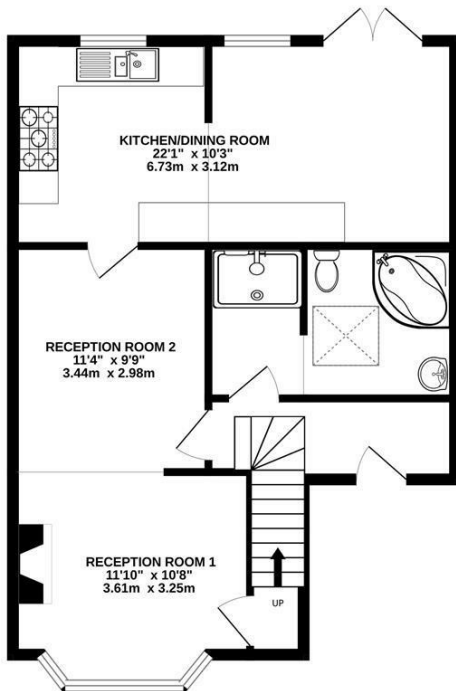 KITCHEN/DINING ROOM
22'1" x 10'3"
6.73m x 3.12m
RECEPTION ROOM 2
11'4" x 9'9"
3.44m x 2.98m
RECEPTION ROOM 1
11'10" x 10'8"
3.61m x 3.25m
UP